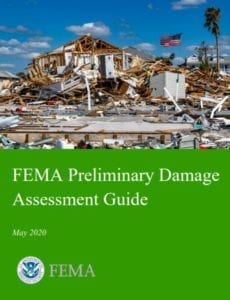 FEMA Preliminary Damage
Assessment Guide
May 2020
FEMA